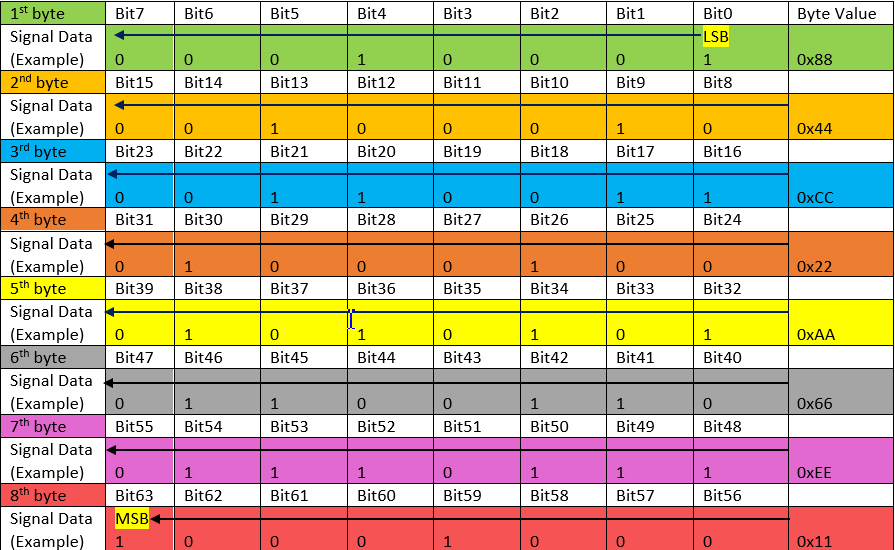 1st byte Bit7 Bit6 Bit5 Bit4 Bit3 Bit2 Bit1 Bit0 Byte Value
Signal Data LSB
(Example) 0 0 0 1 0 0 0 1 0x88
2nd byte Bit15 Bit14 Bit13 Bit12 Bit11 Bit10 Bit9 Bit8
Signal Data
(Example) 0 0 1 0 0 0 1 0 0x44
3rd byte Bit23 Bit22 Bit21 Bit20 Bit19 Bit18 Bit17 Bit16
Signal Data
(Example) 0 0 1 1 0 0 1 1 0xCC
4th byte Bit31 Bit30 Bit29 Bit28 Bit27 Bit26 Bit25 Bit24
Signal Data
(Example) 0 1 0 0 0 1 0 0 0x22
5th byte Bit39 Bit38 Bit37 Bit36 Bit35 Bit34 Bit33 Bit32
Signal Data
(Example) 0 1 0 1 0 1 0 1 0xAA
6th byte Bit47 Bit46 Bit45 Bit44 Bit43 Bit42 Bit41 Bit40
Signal Data
(Example) 0 1 1 0 0 1 1 0 0x66
7th byte Bit55 Bit54 Bit53 Bit52 Bit51 Bit50 Bit49 Bit48
Signal Data
(Example) 0 1 1 1 0 1 1 1 0xEE
8th byte Bit63 Bit62 Bit61 Bit60 Bit59 Bit58 Bit57 Bit56
Signal Data MSB
(Example) 1 0 0 0 1 0 0 0 0x11